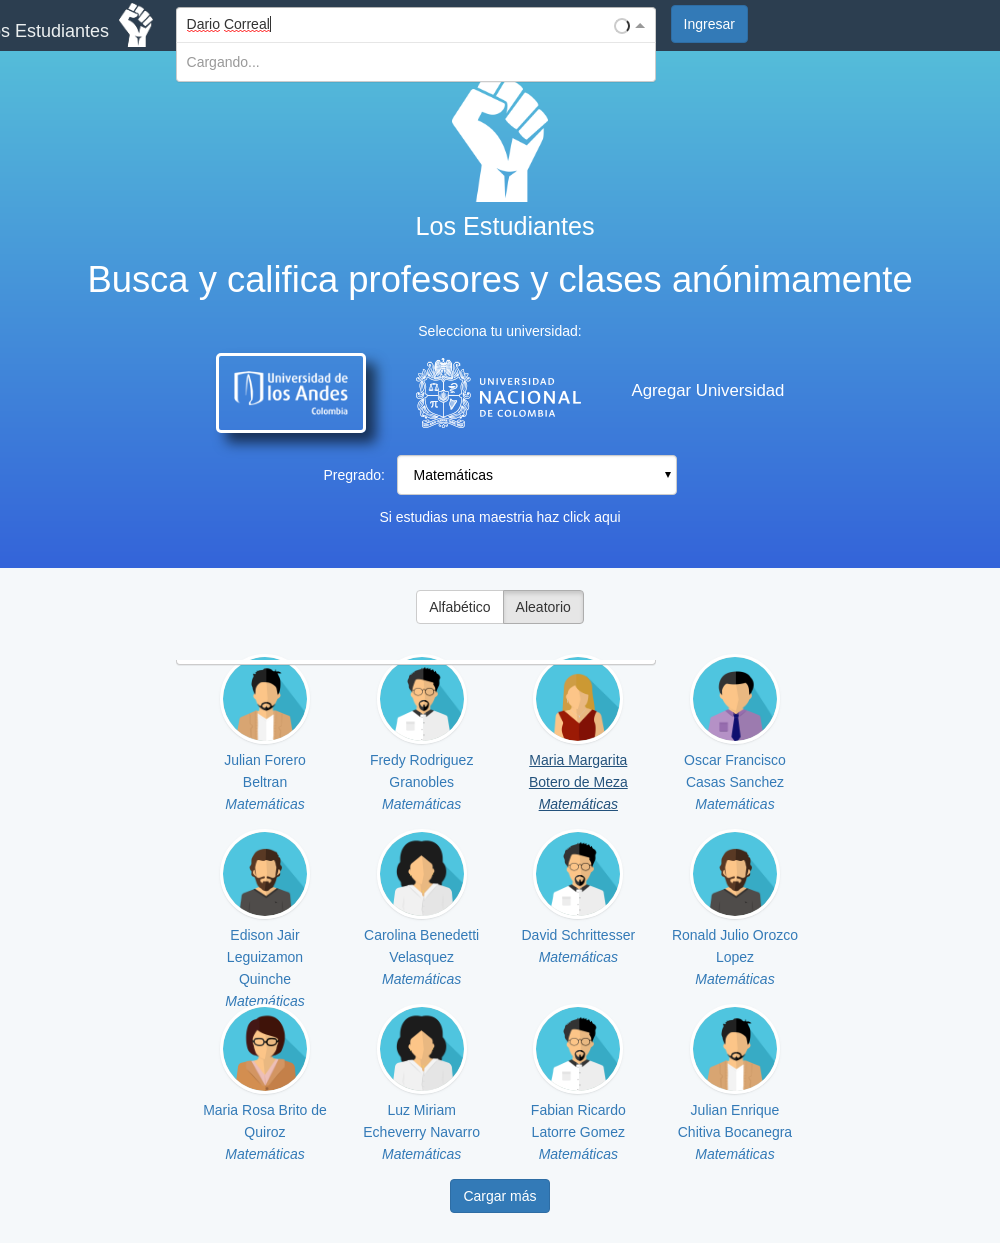 s Estudiantes
Dario Correal
Ingresar
Cargando...
Los Estudiantes
Busca y califica profesores y clases anónimamente
Selecciona tu universidad:
Universidad de
los Andes
Colombia
UNIVERSIDAD
NACIONAL
DE COLOMBIA
Agregar Universidad
Pregrado:
Matemáticas
Si estudias una maestria haz click aqui
Alfabético
Aleatorio
Julian Forero
Beltran
Matemáticas
Fredy Rodriguez
Granobles
Matemáticas
Maria Margarita
Botero de Meza
Matemáticas
Oscar Francisco
Casas Sanchez
Matemáticas
Edison Jair
Leguizamon
Quinche
Matemáticas
Carolina Benedetti
Velasquez
Matemáticas
David Schrittesser
Matemáticas
Ronald Julio Orozco
Lopez
Matemáticas
Maria Rosa Brito de
Quiroz
Matemáticas
Luz Miriam
Echeverry Navarro
Matemáticas
Fabian Ricardo
Latorre Gomez
Matemáticas
Julian Enrique
Chitiva Bocanegra
Matemáticas
Cargar más